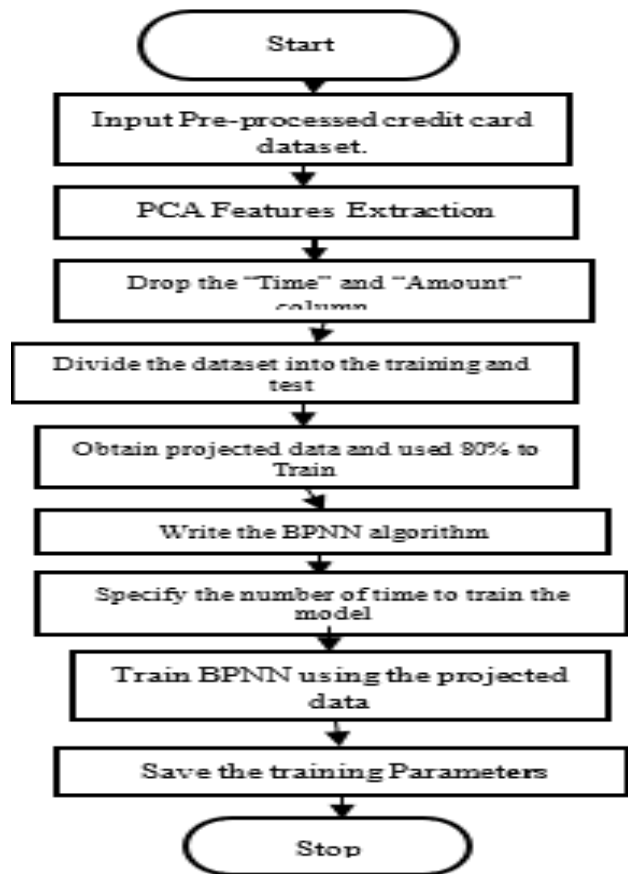 Start
Input Pre-processed credit card
dataset.
PCA Features Extraction
Drop the “Time” and “Amount”
column
Divide the dataset into the training and
test
Obtain projected data and used 80% to
Train
Write the BPNN algorithm
Specify the number of time to train the
model
Train BPNN using the projected
data
Save the training Parameters
Stop